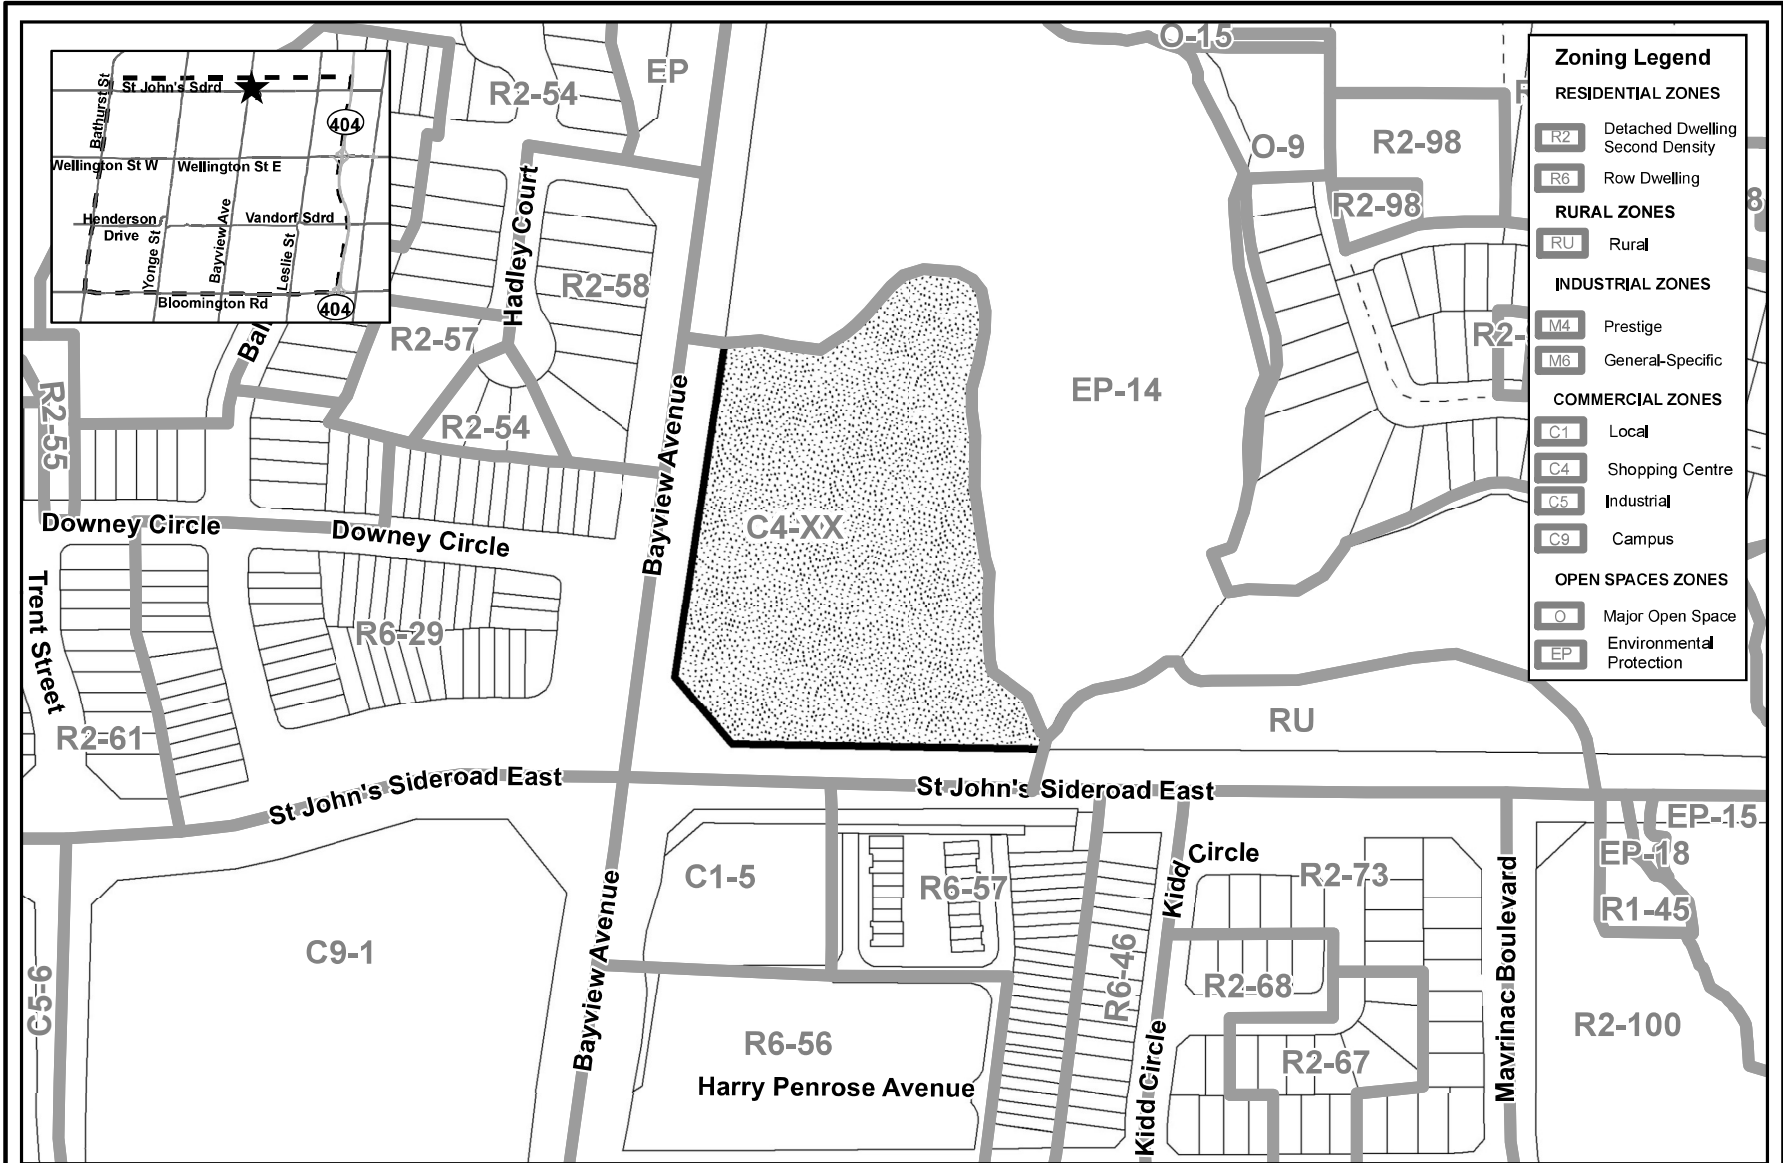 St John's Sdrd
Bathurst St
404
Wellington St W
Wellington St E
Henderson
Drive
Yonge St
Bayview Ave
Vandorf Sdrd
Leslie St
Bloomington Rd
404
R2-54
EP
O-15
O-9
R2-98
R2-98
Hadley Court
R2-58
R2-57
R2-54
R2-55
EP-14
Bayview Avenue
C4-XX
Downey Circle
Downey Circle
Trent Street
R6-29
R2-61
RU
St John's Sideroad East
St John's Sideroad East
EP-15
EP-18
R1-45
C1-5
R6-57
Kidd
Circle
R2-73
Mavrinac Boulevard
C9-1
C5-6
Bayview Avenue
R6-46
R2-68
R2-100
R6-56
R2-67
Harry Penrose Avenue
Kidd Circle
Zoning Legend
RESIDENTIAL ZONES
R2 Detached Dwelling
Second Density
R6 Row Dwelling
RURAL ZONES
RU Rural
INDUSTRIAL ZONES
M4 Prestige
M6 General-Specific
COMMERCIAL ZONES
C1 Local
C4 Shopping Centre
C5 Industrial
C9 Campus
OPEN SPACES ZONES
O Major Open Space
EP Environmental
Protection